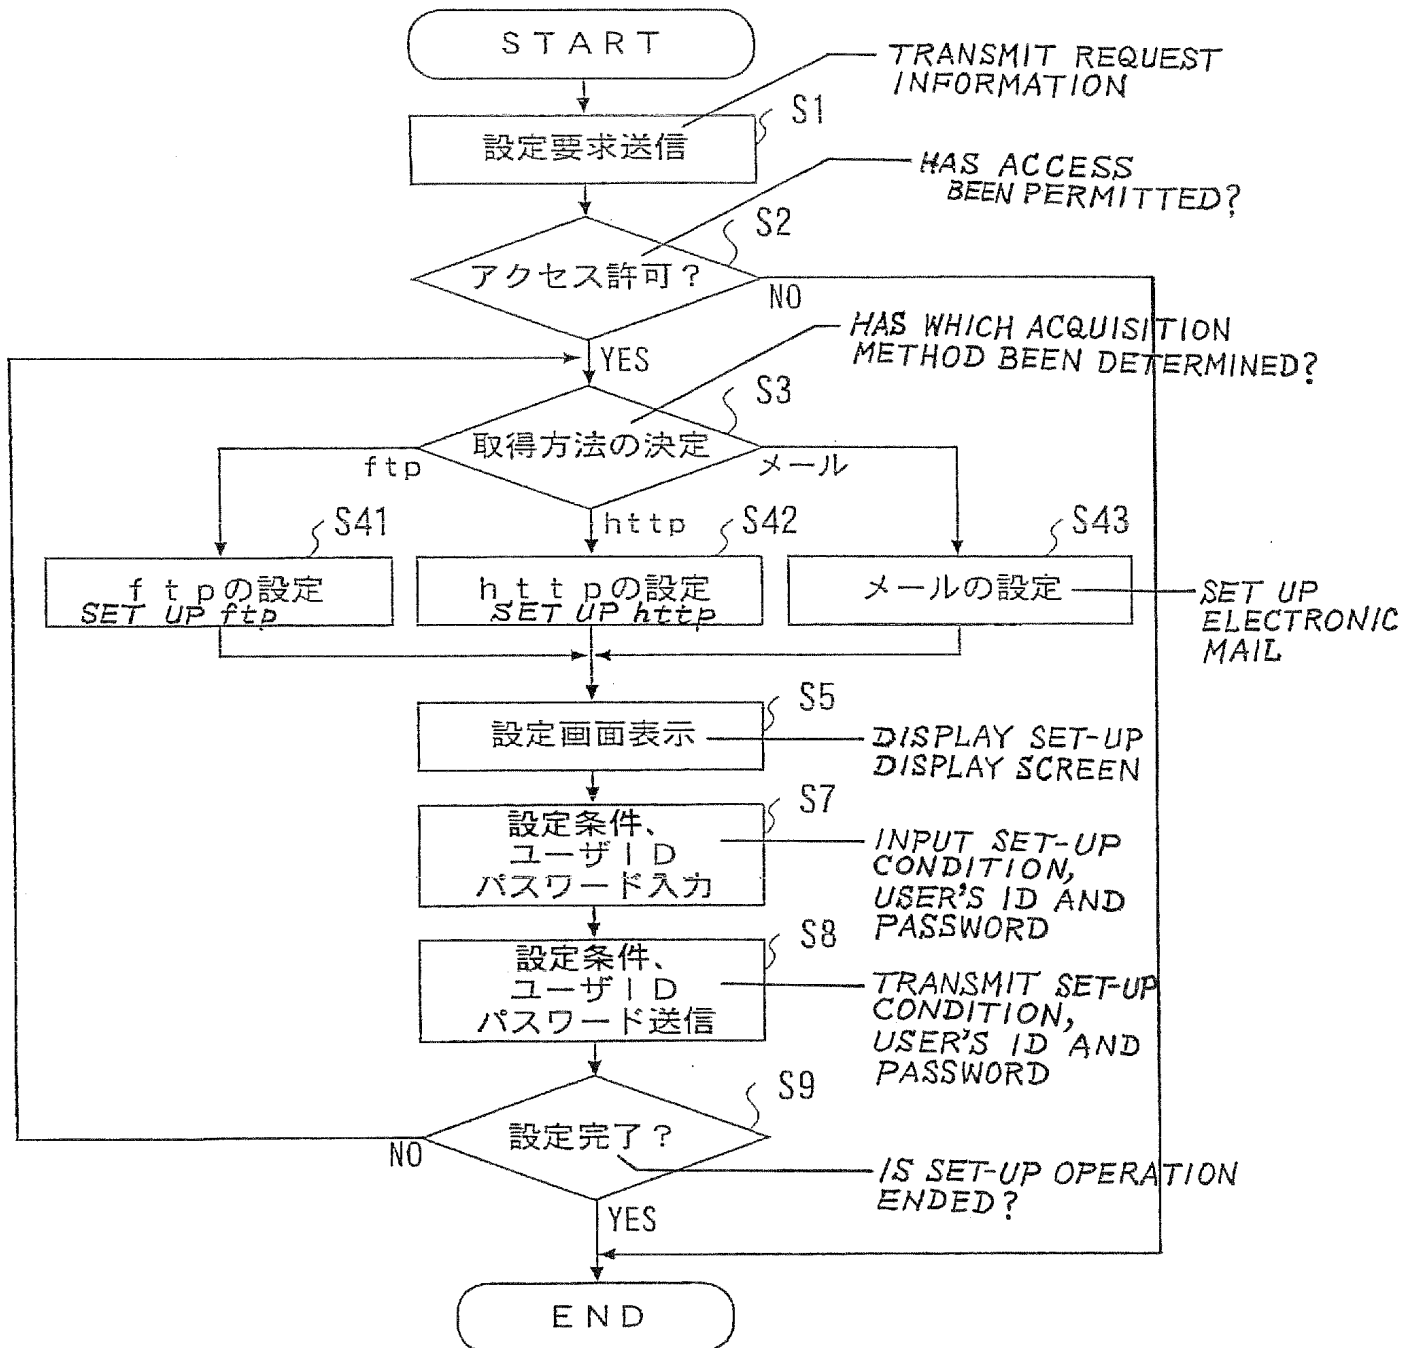 START
TRANSMIT REQUEST
INFORMATION
S1
設定要求送信
HAS ACCESS
BEEN PERMITTED?
S2
アクセス許可?
NO
HAS WHICH ACQUISITION
METHOD BEEN DETERMINED?
YES
S3
取得方法の決定
ftp
メール
http
S41
S42
S43
ftpの設定
SET UP ftp
httpの設定
SET UP http
メールの設定
SET UP
ELECTRONIC
MAIL
S5
設定画面表示
DISPLAY SET-UP
DISPLAY SCREEN
S7
設定条件、
ユーザID
パスワード入力
INPUT SET-UP
CONDITION,
USER'S ID AND
PASSWORD
S8
設定条件、
ユーザID
パスワード送信
TRANSMIT SET-UP
CONDITION,
USER'S ID AND
PASSWORD
S9
設定完了?
NO
IS SET-UP OPERATION
ENDED?
YES
END